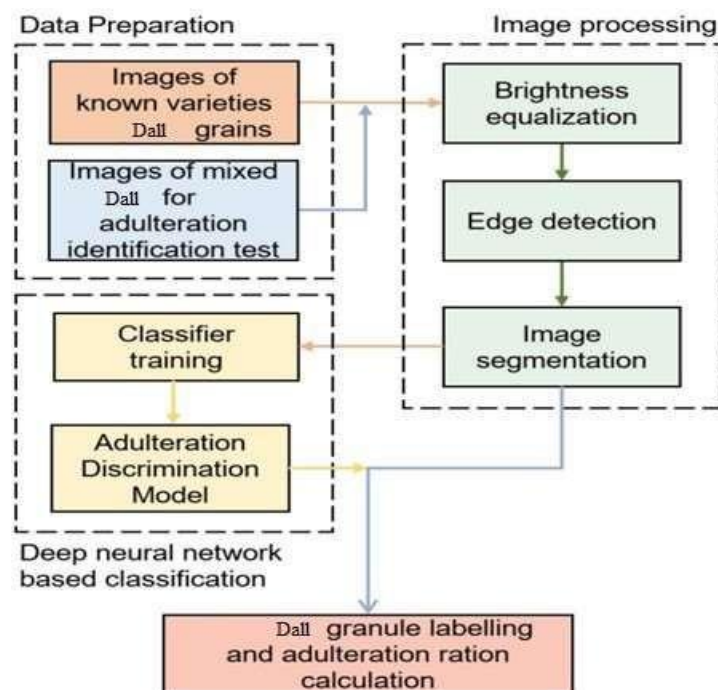 Data Preparation
Images of
known varieties
Dall grains
Images of mixed
Dall for
adulteration
identification test
Image processing
Brightness
equalization
Edge detection
Image
segmentation
Classifier
training
Adulteration
Discrimination
Model
Deep neural network
based classification
Dall granule labelling
and adulteration ration
calculation